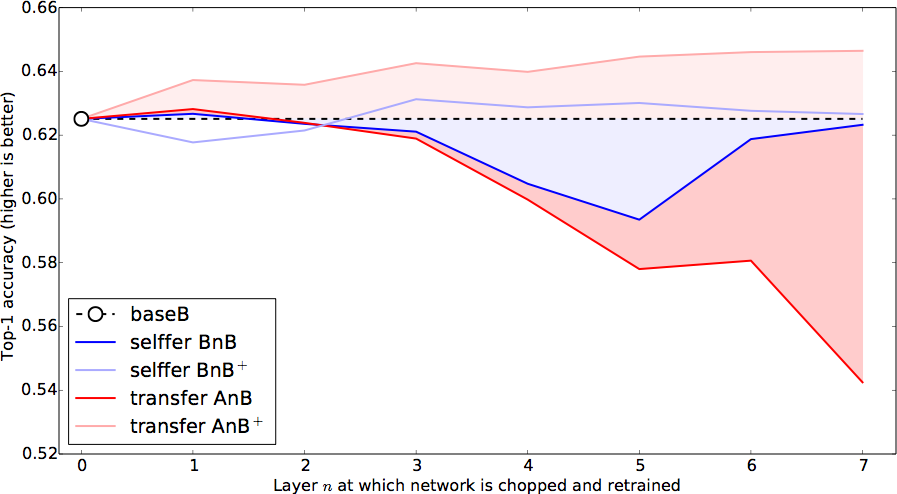 Top-1 accuracy (higher is better)
0.66
0.64
0.62
0.60
0.58
0.56
0.54
0.52
baseB
selffer BnB
selffer BnB⁺
transfer AnB
transfer AnB⁺
0 1 2 3 4 5 6 7
Layer n at which network is chopped and retrained